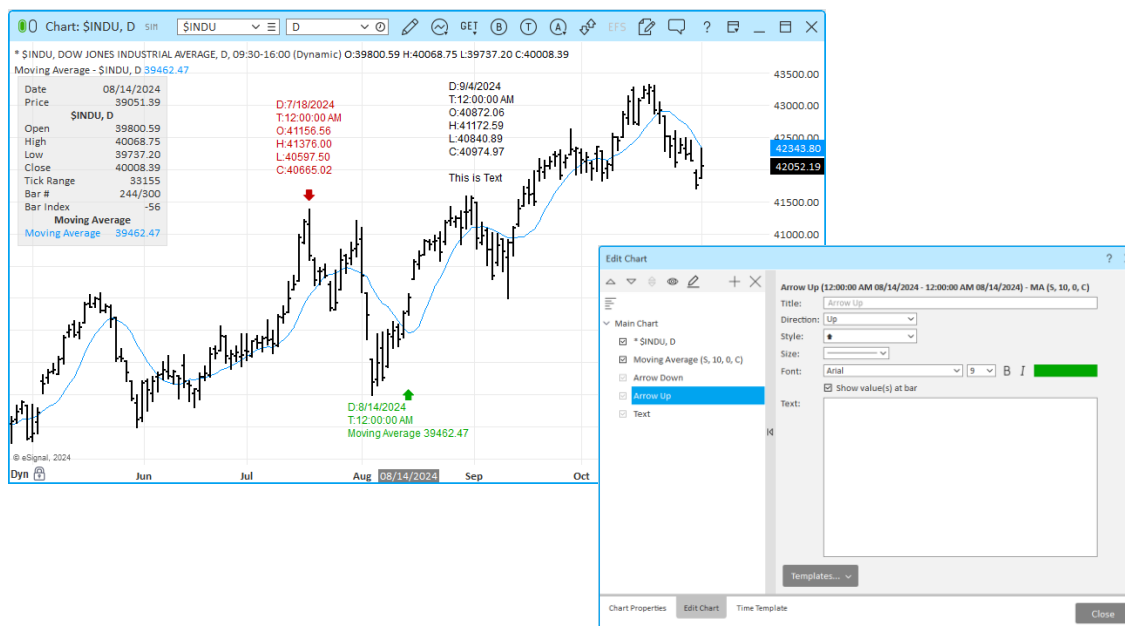 Chart: $INDU, D SIM $INDU D GET B T A EFS ?
* $INDU, DOW JONES INDUSTRIAL AVERAGE, D, 09:30-16:00 (Dynamic) O:39800.59 H:40068.75 L:39737.20 C:40008.39
Moving Average - $INDU, D 39462.47
Date 08/14/2024
Price 39051.39
$INDU, D
Open 39800.59
High 40068.75
Low 39737.20
Close 40008.39
Tick Range 33155
Bar # 244/300
Bar Index -56
Moving Average
Moving Average 39462.47
D:7/18/2024
T:12:00:00 AM
O:41156.56
H:41376.00
L:40597.50
C:40665.02
D:9/4/2024
T:12:00:00 AM
O:40872.06
H:41172.59
L:40840.89
C:40974.97
This is Text
43500.00
43000.00
42500.00
42343.80
42052.19
41500.00
41000.00
D:8/14/2024
T:12:00:00 AM
Moving Average 39462.47
© eSignal, 2024
Dyn Jun Jul Aug 08/14/2024 Sep Oct
Edit Chart ?
Main Chart
* $INDU, D
Moving Average (S, 10, 0, C)
Arrow Down
Arrow Up
Text
Arrow Up (12:00:00 AM 08/14/2024 - 12:00:00 AM 08/14/2024) - MA (S, 10, 0, C)
Title: Arrow Up
Direction: Up
Style:
Size:
Font: Arial 9 B I
Show value(s) at bar
Text:
Templates...
Chart Properties Edit Chart Time Template
Close